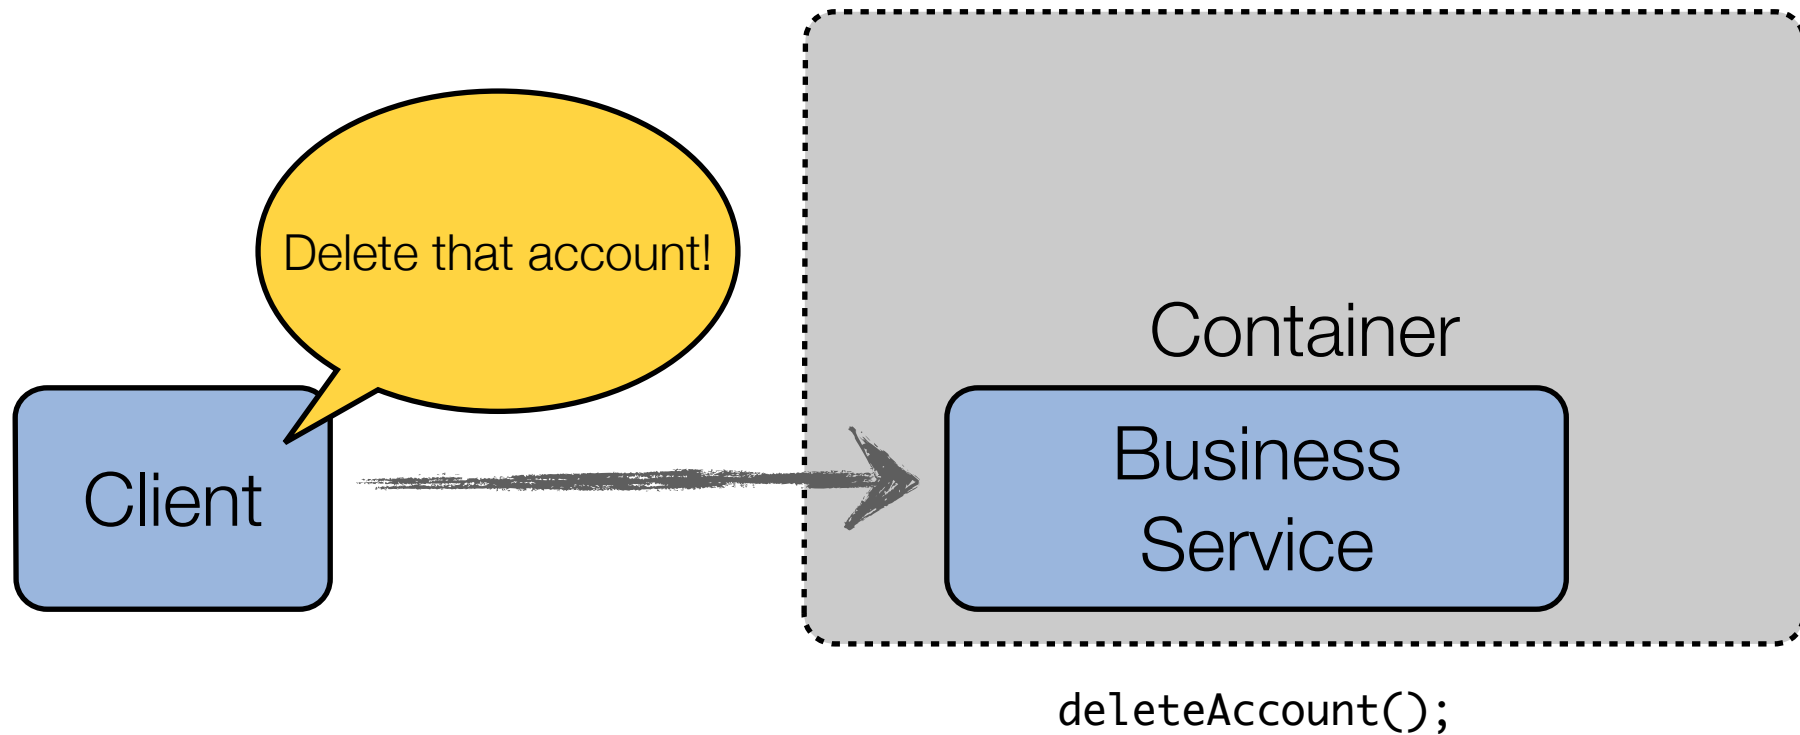 Delete that account!
Client
Container
Business
Service
deleteAccount();